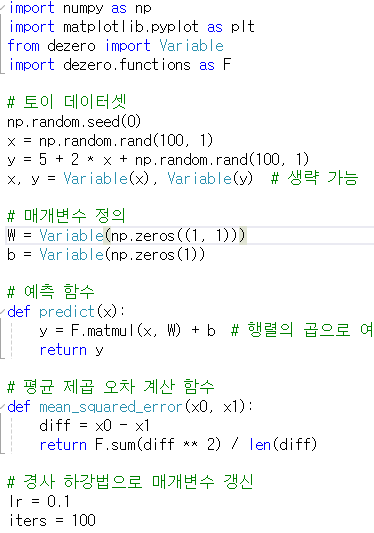 import numpy as np
import matplotlib.pyplot as plt
from dezero import Variable
import dezero.functions as F

# 토이 데이터셋
np.random.seed(0)
x = np.random.rand(100, 1)
y = 5 + 2 * x + np.random.rand(100, 1)
x, y = Variable(x), Variable(y)  # 생략 가능

# 매개변수 정의
W = Variable(np.zeros((1, 1)))
b = Variable(np.zeros(1))

# 예측 함수
def predict(x):
    y = F.matmul(x, W) + b  # 행렬의 곱으로 여
    return y

# 평균 제곱 오차 계산 함수
def mean_squared_error(x0, x1):
    diff = x0 - x1
    return F.sum(diff ** 2) / len(diff)

# 경사 하강법으로 매개변수 갱신
lr = 0.1
iters = 100